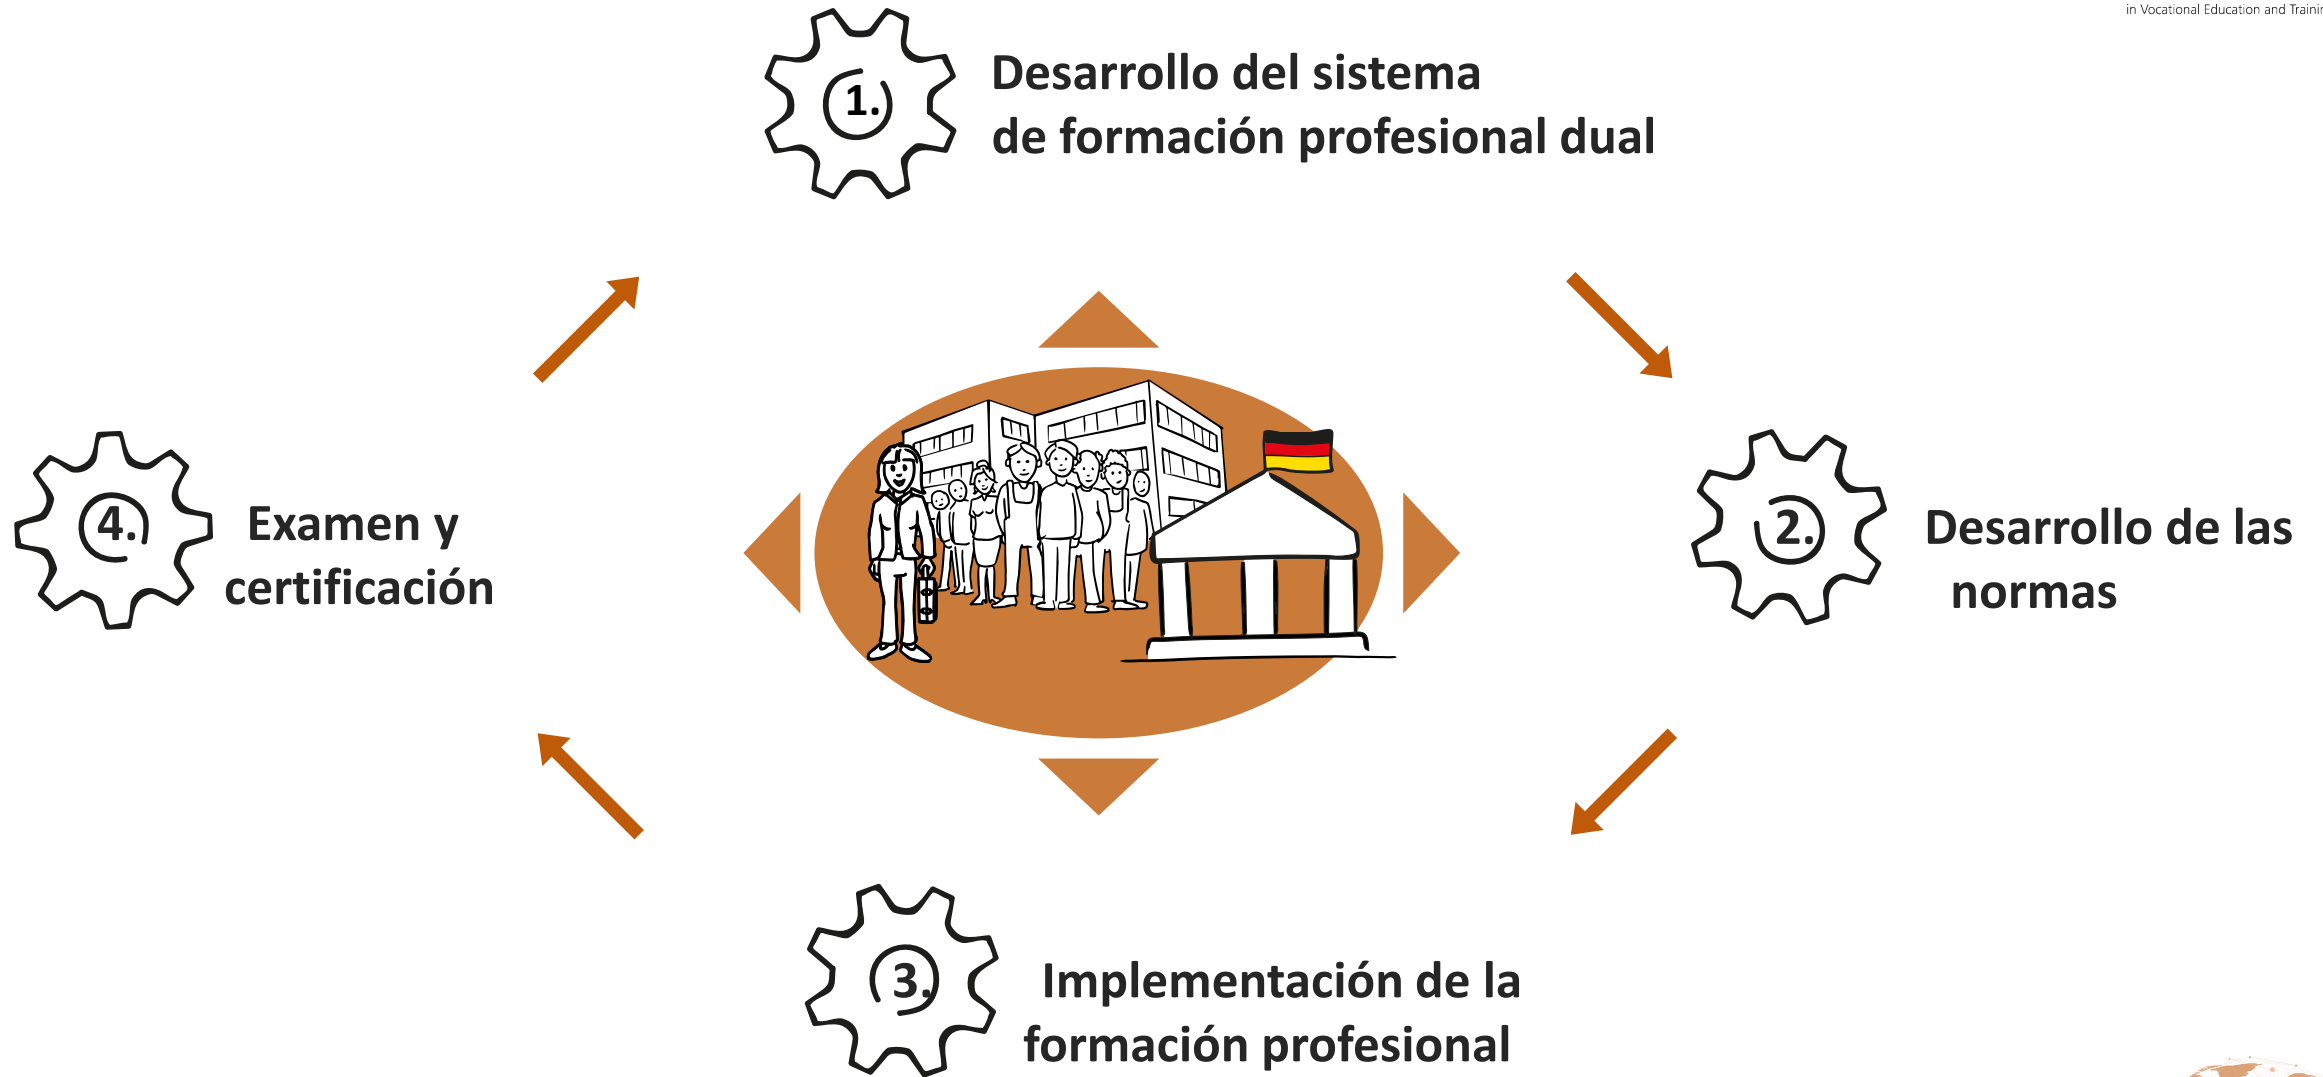 in Vocational Education and
1.
Desarrollo del sistema
de formación profesional dual
4.
Examen y
certificación
2.
Desarrollo de las
normas
3.
Implementación de la
formación profesional